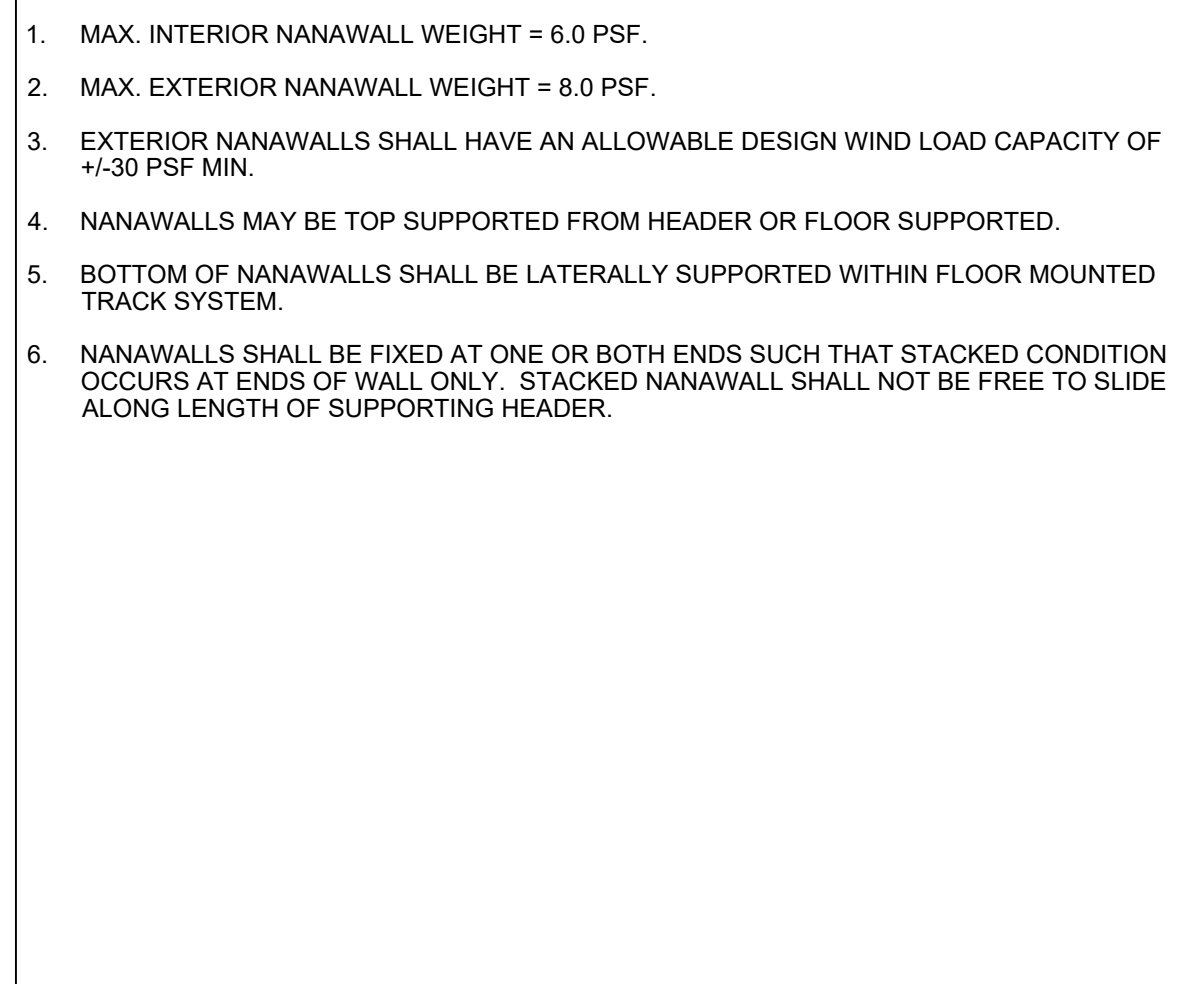 1. MAX. INTERIOR NANAWALL WEIGHT = 6.0 PSF.
2. MAX. EXTERIOR NANAWALL WEIGHT = 8.0 PSF.
3. EXTERIOR NANAWALLS SHALL HAVE AN ALLOWABLE DESIGN WIND LOAD CAPACITY OF
+/-30 PSF MIN.
4. NANAWALLS MAY BE TOP SUPPORTED FROM HEADER OR FLOOR SUPPORTED.
5. BOTTOM OF NANAWALLS SHALL BE LATERALLY SUPPORTED WITHIN FLOOR MOUNTED
TRACK SYSTEM.
6. NANAWALLS SHALL BE FIXED AT ONE OR BOTH ENDS SUCH THAT STACKED CONDITION
OCCURS AT ENDS OF WALL ONLY. STACKED NANAWALL SHALL NOT BE FREE TO SLIDE
ALONG LENGTH OF SUPPORTING HEADER.